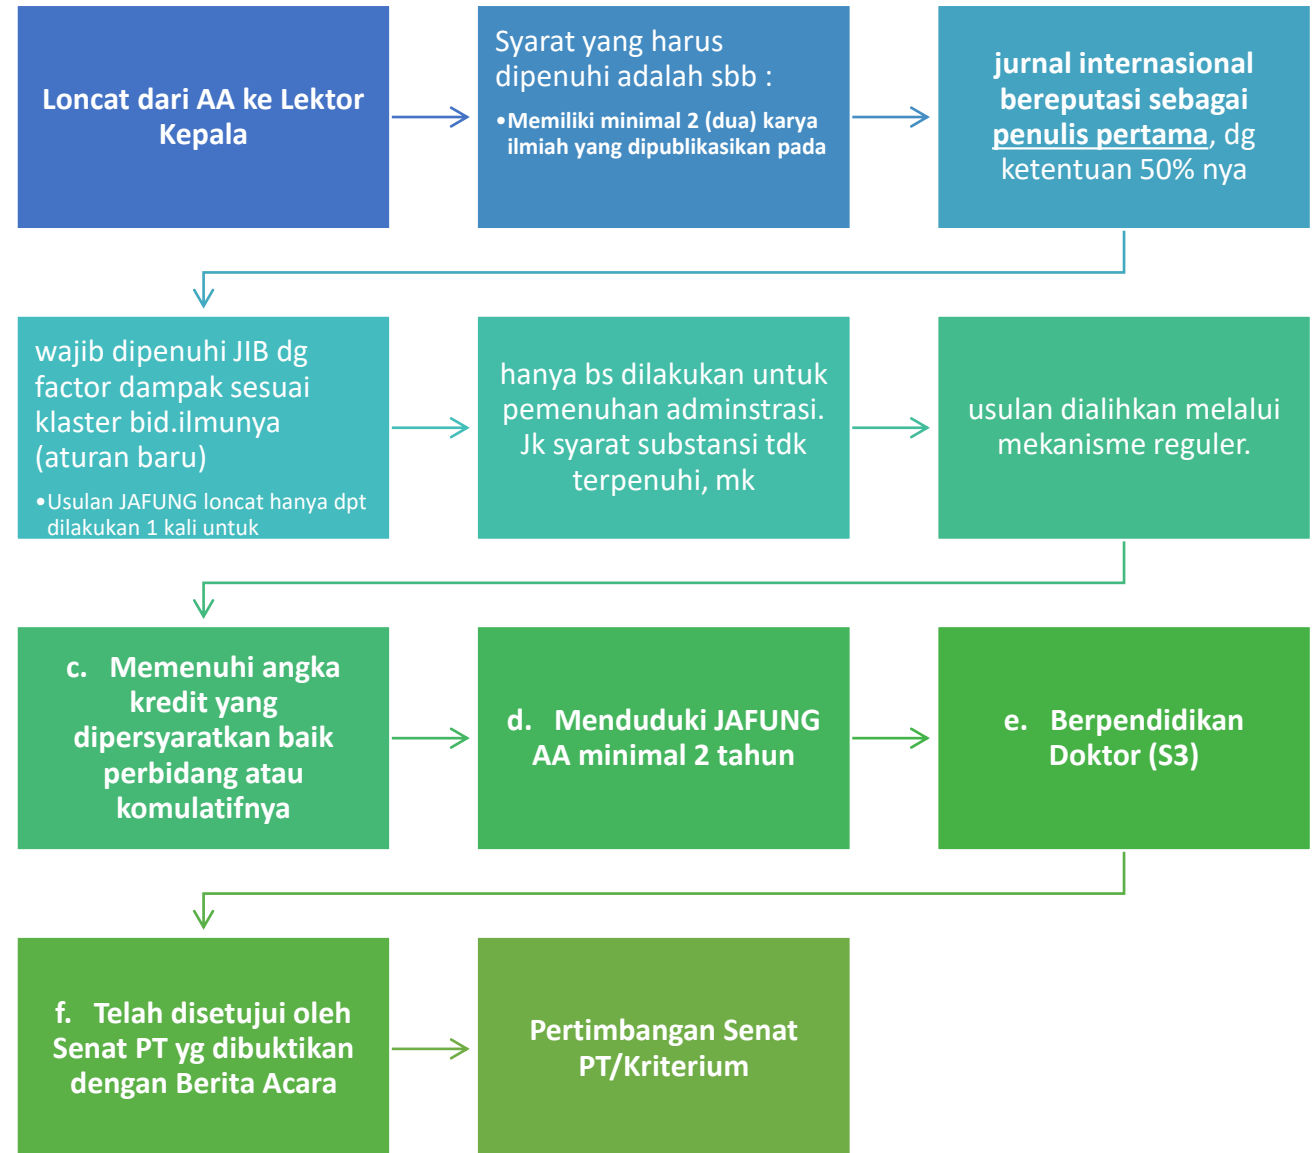 Loncat dari AA ke Lektor
Kepala
Syarat yang harus
dipenuhi adalah sbb :
•Memiliki minimal 2 (dua) karya
ilmiah yang dipublikasikan pada
jurnal internasional
bereputasi sebagai
penulis pertama, dg
ketentuan 50% nya
wajib dipenuhi JIB dg
factor dampak sesuai
klaster bid.ilmunya
(aturan baru)
•Usulan JAFUNG loncat hanya dpt
dilakukan 1 kali untuk
hanya bs dilakukan untuk
pemenuhan adminstrasi.
Jk syarat substansi tdk
terpenuhi, mk
usulan dialihkan melalui
mekanisme reguler.
c. Memenuhi angka
kredit yang
dipersyaratkan baik
perbidang atau
komulatifnya
d. Menduduki JAFUNG
AA minimal 2 tahun
e. Berpendidikan
Doktor (S3)
f. Telah disetujui oleh
Senat PT yg dibuktikan
dengan Berita Acara
Pertimbangan Senat
PT/Kriterium